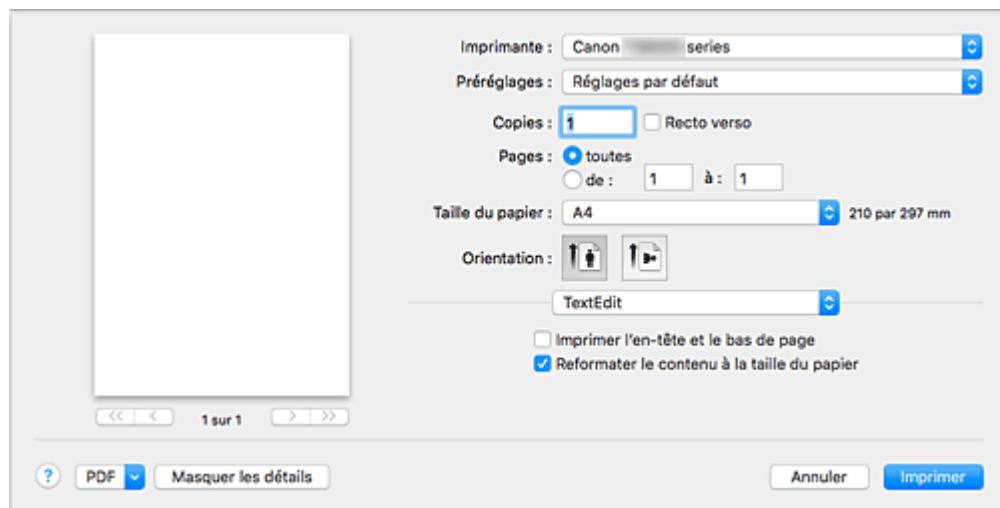 Imprimante : Canon series
Préréglages : Réglages par défaut
Copies : 1 Recto verso
Pages : toutes
de : 1 à : 1
Taille du papier : A4 210 par 297 mm
Orientation :
TextEdit
Imprimer l'en-tête et le bas de page
Reformater le contenu à la taille du papier
<< < 1 sur 1 > >>
? PDF Masquer les détails Annuler Imprimer